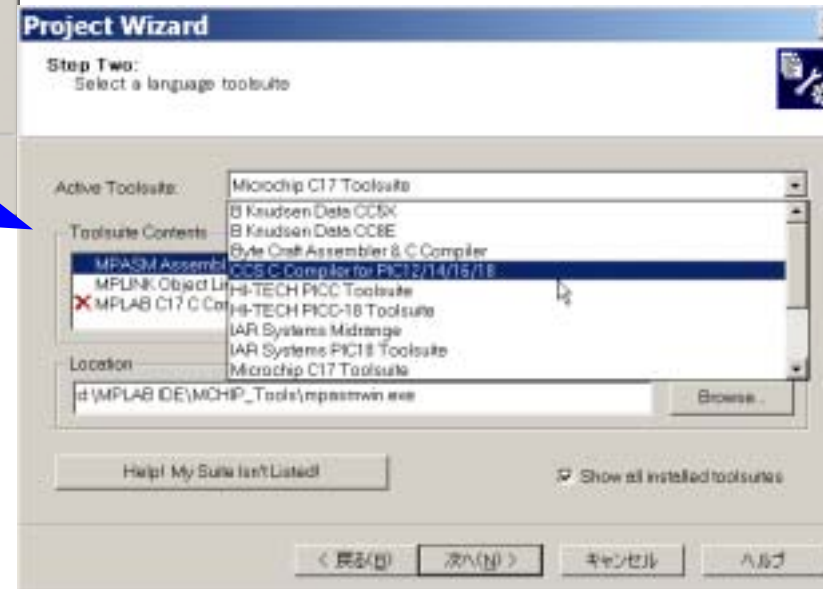 Project Wizard
Step Two:
Select a language toolsuite
Active Toolsuite:
Microchip C17 Toolsuite
B Knudsen Data CC5X
B Knudsen Data CC8E
Byte Craft Assembler & C Compiler
CCS C Compiler for PIC12/14/16/18
HI-TECH PICC Toolsuite
HI-TECH PICC-18 Toolsuite
IAR Systems Midrange
IAR Systems PIC18 Toolsuite
Microchip C17 Toolsuite
Toolsuite Contents
MPASM Assembl
MPLINK Object Li
MPLAB C17 C Com
Location
d:\MPLAB IDE\MCHIP_Tools\mpasmwin.exe
Browse...
Help! My Suite Isn't Listed!
Show all installed toolsuites
< 戻る(B)
次へ(N) >
キャンセル
ヘルプ